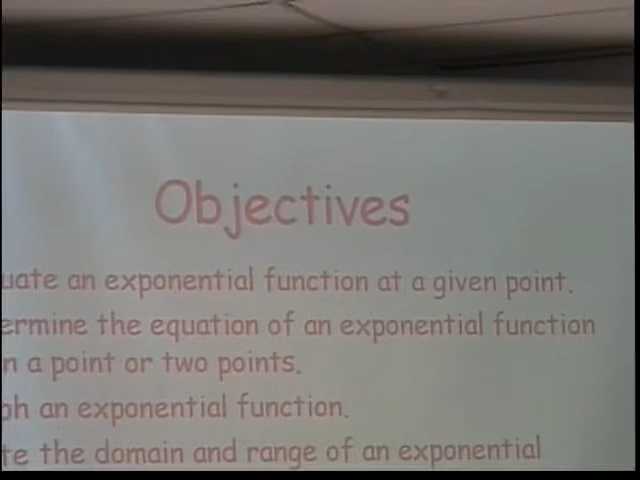 Objectives
uate an exponential function at a given point.
ermine the equation of an exponential function
n a point or two points.
ph an exponential function.
te the domain and range of an exponential